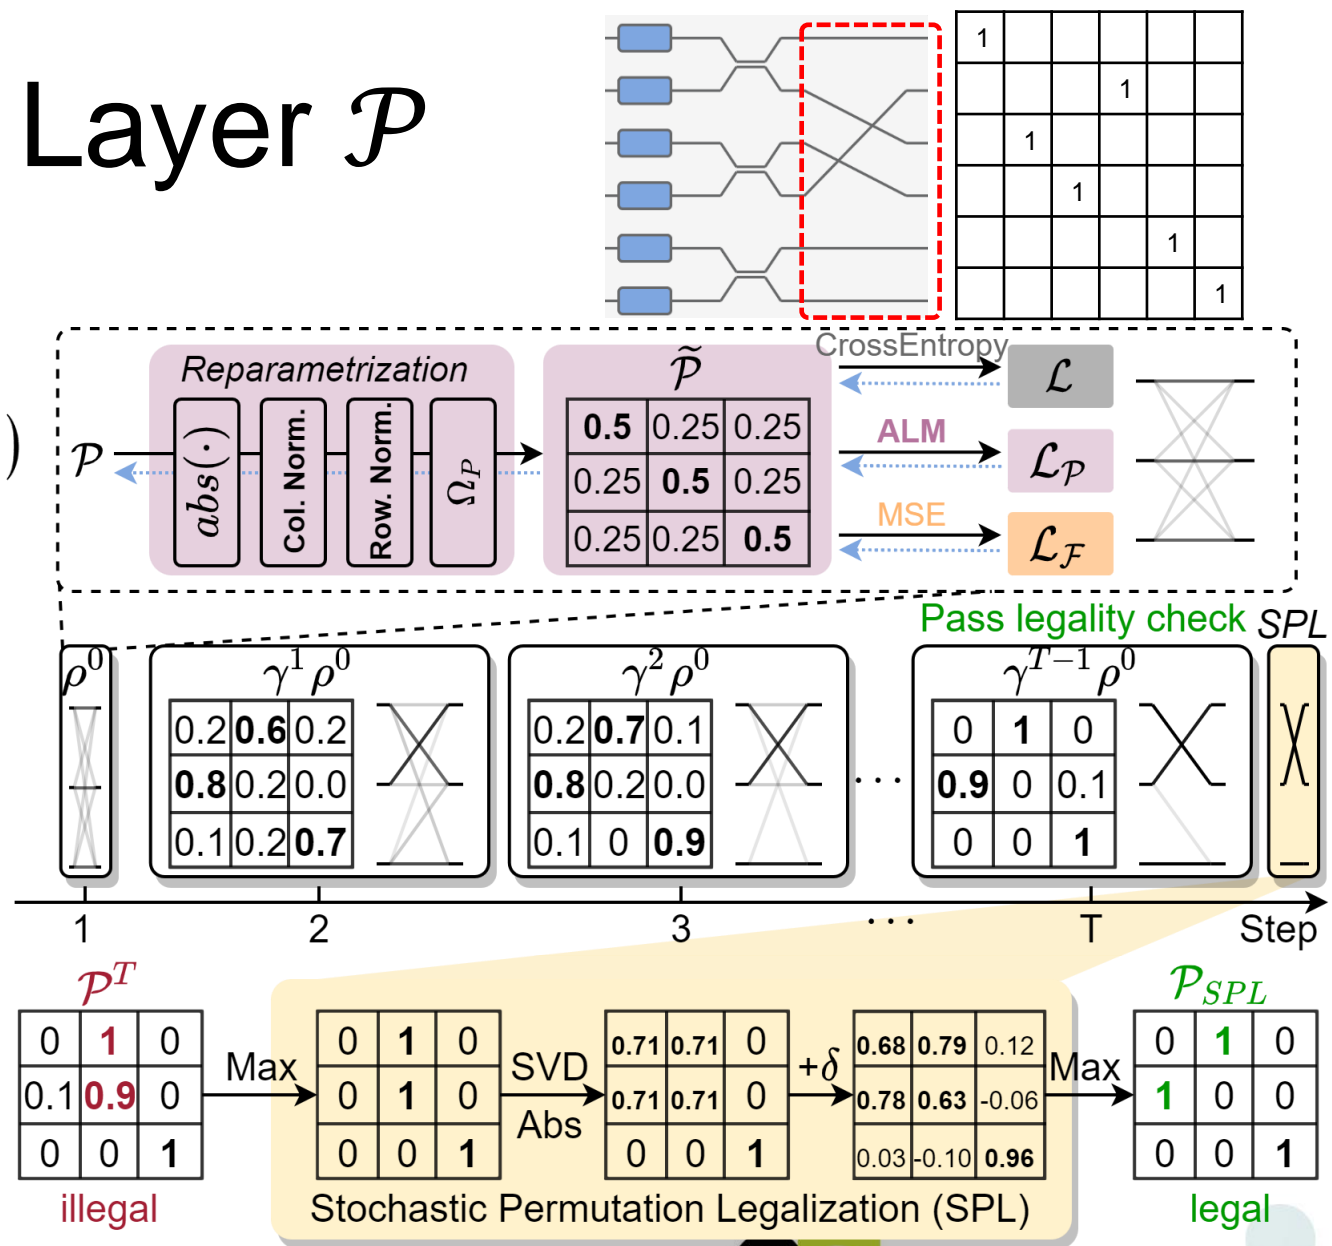 Layer 𝒫
1
1
1
1
1
1
CrossEntropy
Reparametrization
𝒫̃
ℒ
)
𝒫
abs(·)
Col. Norm.
Row. Norm.
Ω_P
0.5 0.25 0.25
0.25 0.5 0.25
0.25 0.25 0.5
ALM
ℒ_𝒫
MSE
ℒ_ℱ
Pass legality check SPL
ρ⁰
γ¹ρ⁰
0.2 0.6 0.2
0.8 0.2 0.0
0.1 0.2 0.7
γ²ρ⁰
0.2 0.7 0.1
0.8 0.2 0.0
0.1 0 0.9
...
γ^{T−1}ρ⁰
0 1 0
0.9 0 0.1
0 0 1
1 2 3 ... T Step
𝒫^T
0 1 0
0.1 0.9 0
0 0 1
illegal
Max
0 1 0
0 1 0
0 0 1
SVD
Abs
0.71 0.71 0
0.71 0.71 0
0 0 1
+δ
0.68 0.79 0.12
0.78 0.63 -0.06
0.03 -0.10 0.96
Max
Stochastic Permutation Legalization (SPL)
𝒫_{SPL}
0 1 0
1 0 0
0 0 1
legal